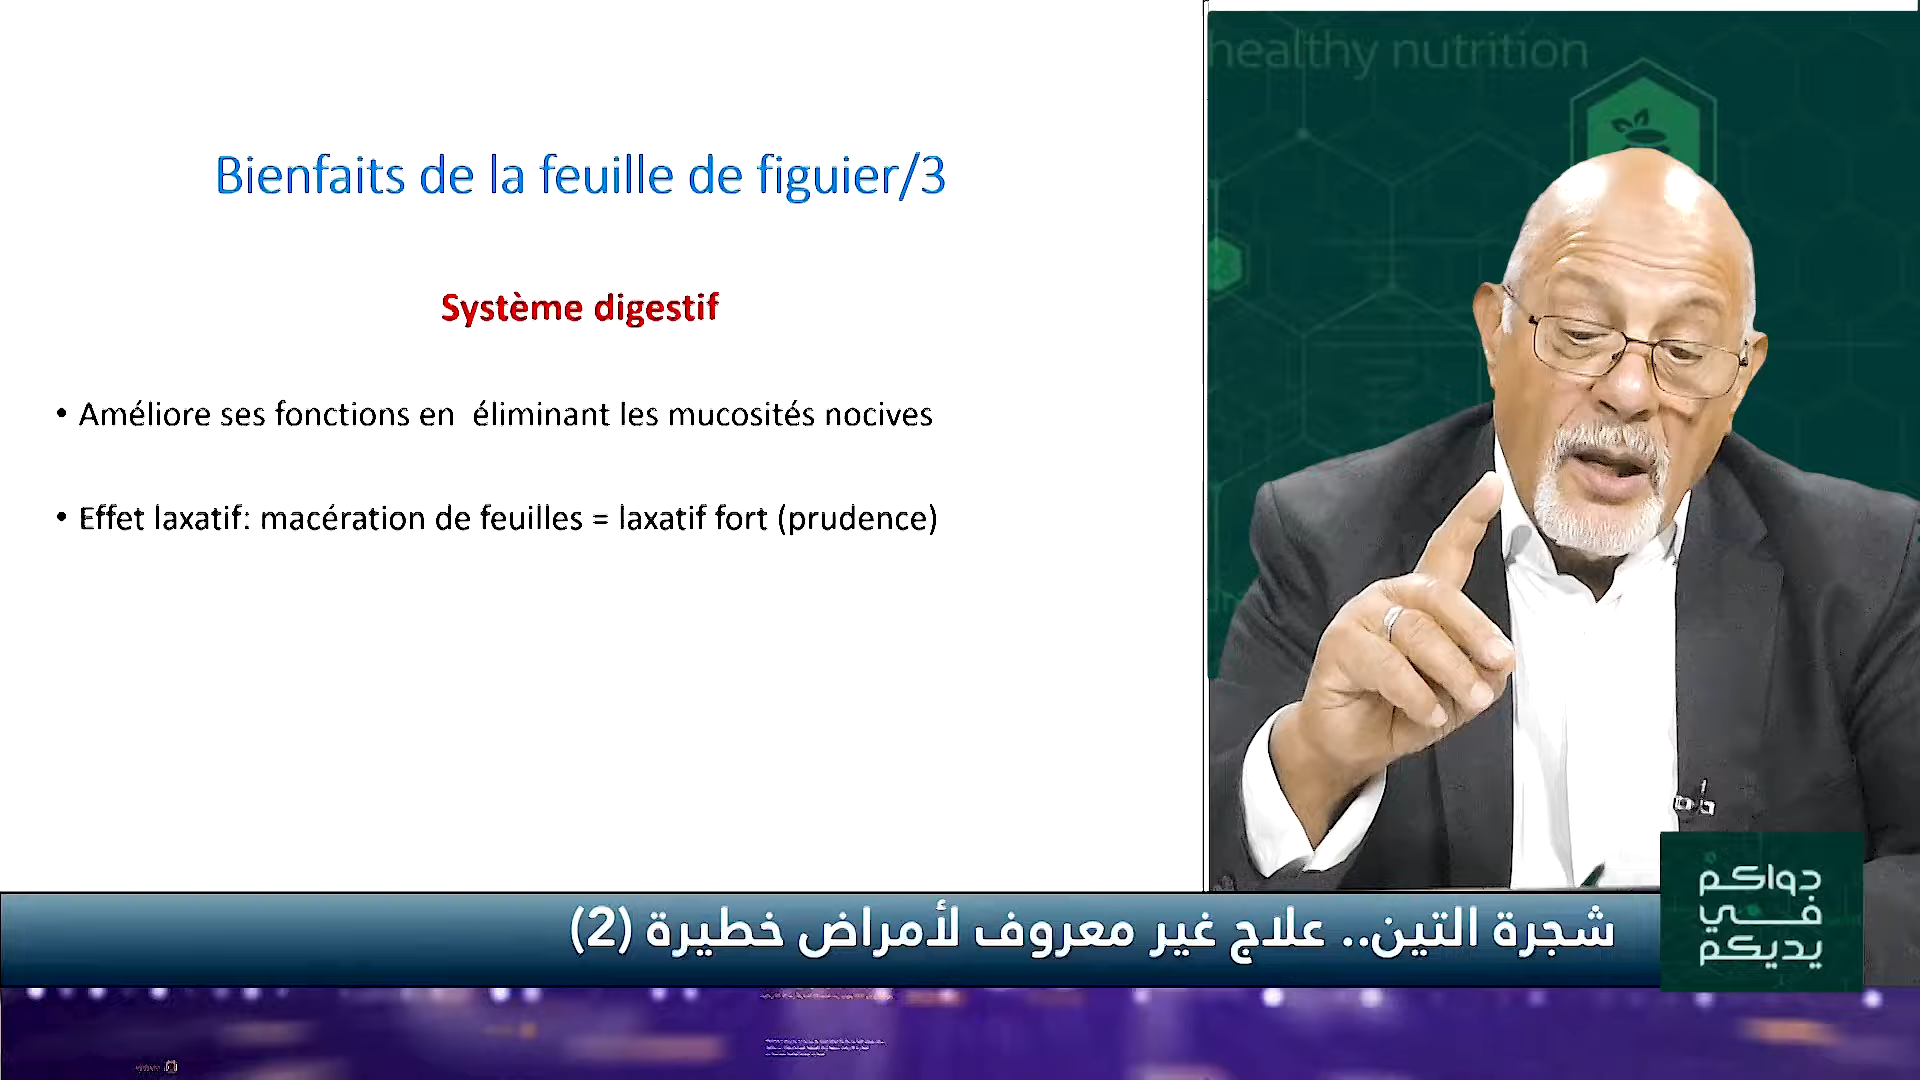 healthy nutrition
Bienfaits de la feuille de figuier/3
Système digestif
• Améliore ses fonctions en  éliminant les mucosités nocives
• Effet laxatif: macération de feuilles = laxatif fort (prudence)
شجرة التين.. علاج غير معروف لأمراض خطيرة (2)
دواكم
في
يديكم